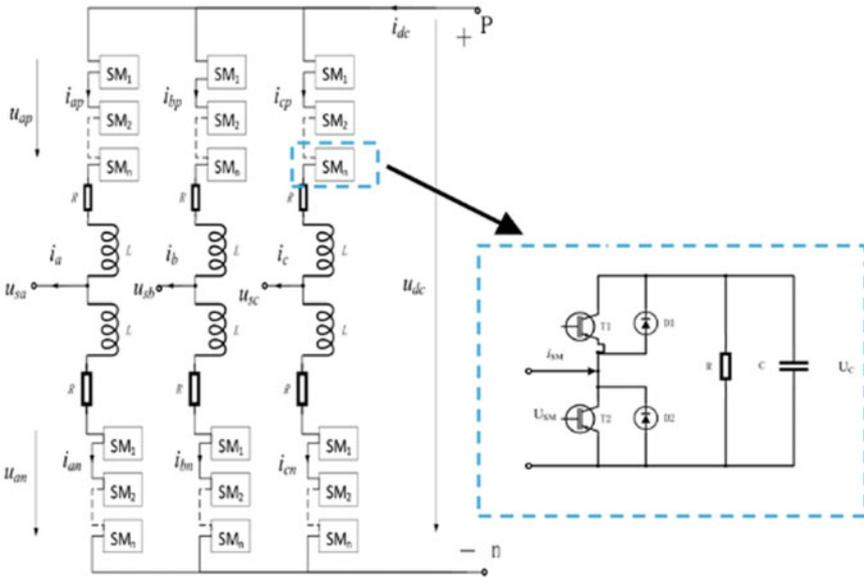 i_dc
+ P
SM₁ SM₁ SM₁
u_ap i_ap i_bp i_cp
SM₂ SM₂ SM₂
SMₙ SMₙ SMₙ
R R R
i_a L i_b L i_c L
u_sa u_sb u_sc u_dc
L L L
R R R
SM₁ SM₁ SM₁
u_an i_an i_bn i_cn
SM₂ SM₂ SM₂
SMₙ SMₙ SMₙ
− n
T1 D1
i_SM R C U_C
U_SM T2 D2